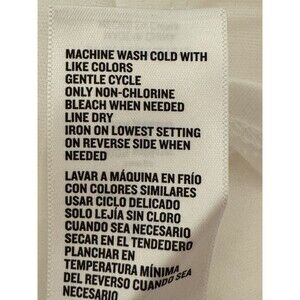 MACHINE WASH COLD WITH
LIKE COLORS
GENTLE CYCLE
ONLY NON-CHLORINE
BLEACH WHEN NEEDED
LINE DRY
IRON ON LOWEST SETTING
ON REVERSE SIDE WHEN
NEEDED
LAVAR A MÁQUINA EN FRÍO
CON COLORES SIMILARES
USAR CICLO DELICADO
SOLO LEJÍA SIN CLORO
CUANDO SEA NECESARIO
SECAR EN EL TENDEDERO
PLANCHAR EN
TEMPERATURA MÍNIMA
DEL REVERSO CUANDO SEA
NECESARIO